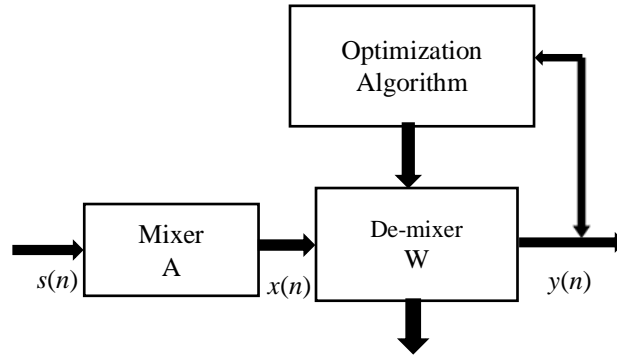 Optimization
Algorithm
Mixer
A
De-mixer
W
s(n)
x(n)
y(n)